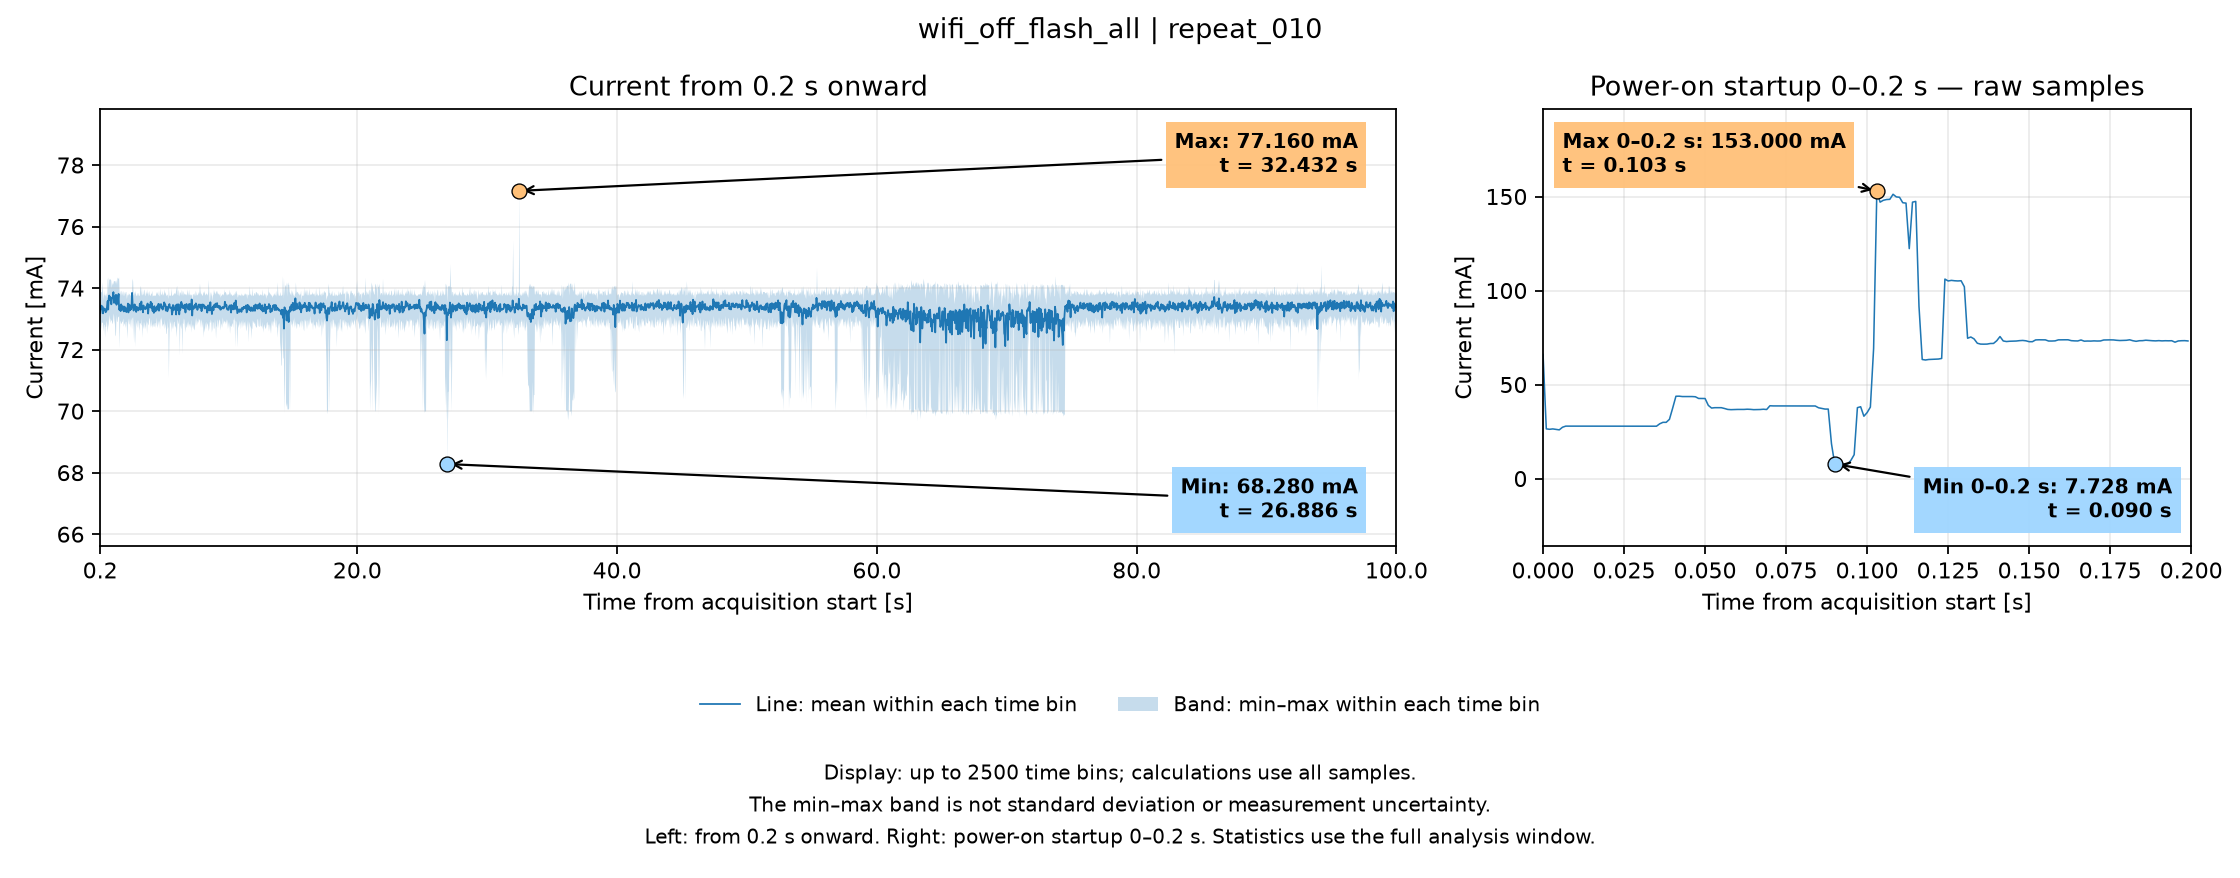 wifi_off_flash_all | repeat_010
Current from 0.2 s onward
Max: 77.160 mA
t = 32.432 s
Min: 68.280 mA
t = 26.886 s
Current [mA]
78
76
74
72
70
68
66
0.2
20.0
40.0
60.0
80.0
100.0
Time from acquisition start [s]
Power-on startup 0–0.2 s — raw samples
Max 0–0.2 s: 153.000 mA
t = 0.103 s
Min 0–0.2 s: 7.728 mA
t = 0.090 s
Current [mA]
150
100
50
0
0.000
0.025
0.050
0.075
0.100
0.125
0.150
0.175
0.200
Time from acquisition start [s]
Line: mean within each time bin
Band: min–max within each time bin
Display: up to 2500 time bins; calculations use all samples.
The min–max band is not standard deviation or measurement uncertainty.
Left: from 0.2 s onward. Right: power-on startup 0–0.2 s. Statistics use the full analysis window.